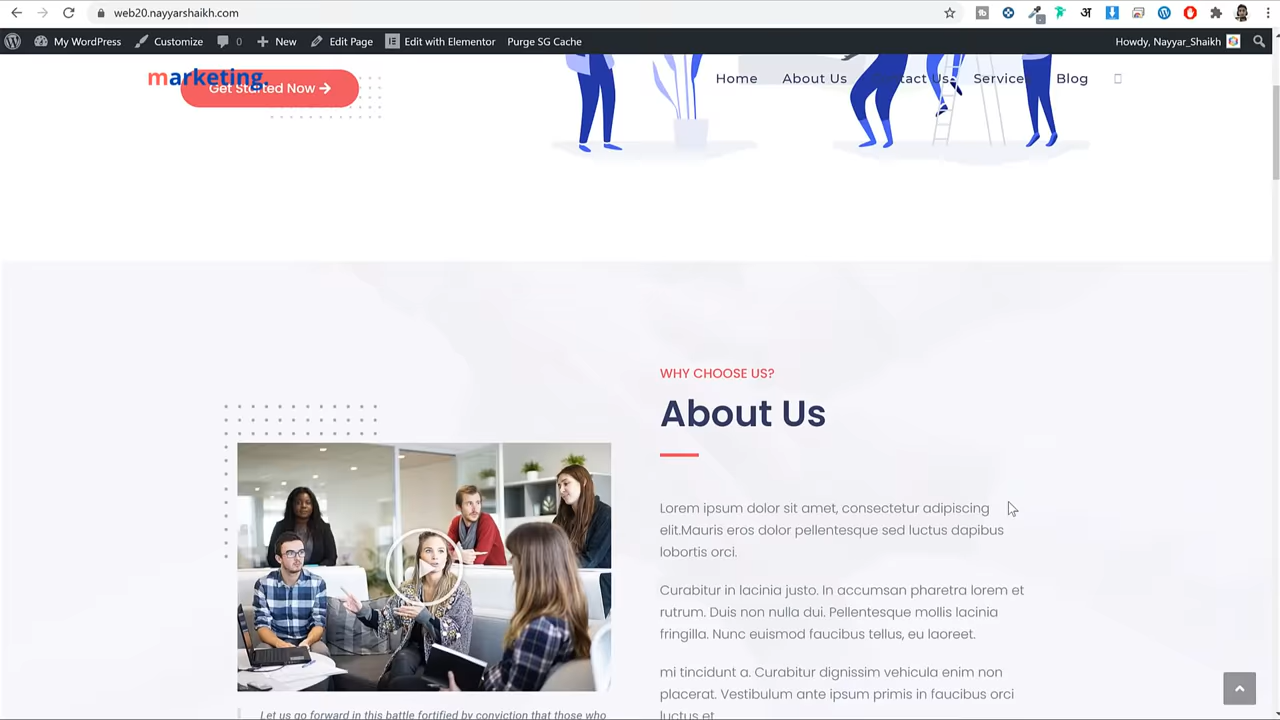 web20.nayyarshaikh.com
My WordPress Customize 0 New Edit Page Edit with Elementor Purge SG Cache Howdy, Nayyar_Shaikh
marketing. Home About Us Contact Us Services Blog
Get Started Now
WHY CHOOSE US?
About Us
Lorem ipsum dolor sit amet, consectetur adipiscing
elit.Mauris eros dolor pellentesque sed luctus dapibus
lobortis orci.
Curabitur in lacinia justo. In accumsan pharetra lorem et
rutrum. Duis non nulla dui. Pellentesque mollis lacinia
fringilla. Nunc euismod faucibus tellus, eu laoreet.
mi tincidunt a. Curabitur dignissim vehicula enim non
placerat. Vestibulum ante ipsum primis in faucibus orci
luctus et
Let us go forward in this battle fortified by conviction that those who